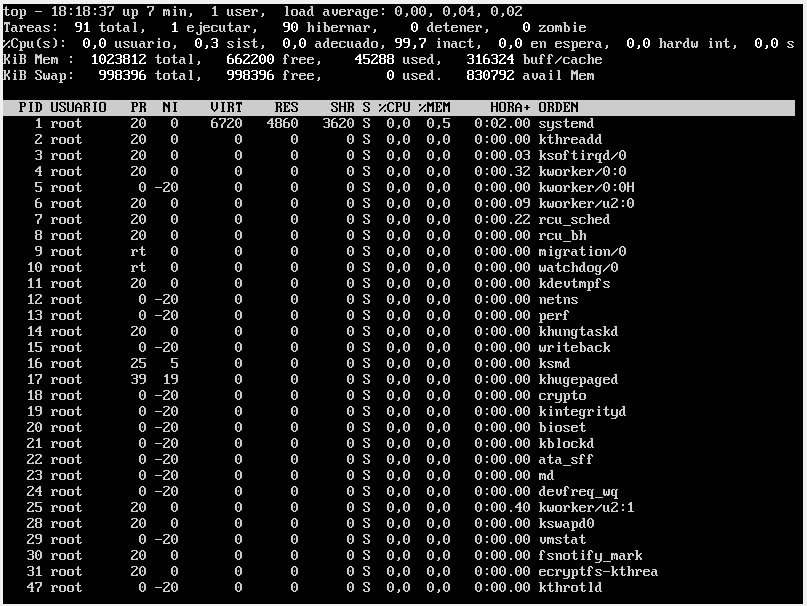 top - 18:18:37 up 7 min,  1 user,  load average: 0,00, 0,04, 0,02
Tareas:  91 total,   1 ejecutar,   90 hibernar,   0 detener,   0 zombie
%Cpu(s):  0,0 usuario,  0,3 sist,  0,0 adecuado, 99,7 inact,  0,0 en espera,  0,0 hardw int,  0,0 s
KiB Mem :  1023812 total,   662200 free,    45288 used,   316324 buff/cache
KiB Swap:   998396 total,   998396 free,        0 used.   830792 avail Mem
PID USUARIO   PR  NI    VIRT    RES    SHR S %CPU %MEM     HORA+ ORDEN
1 root      20   0    6720   4860   3620 S  0,0  0,5   0:02.00 systemd
2 root      20   0       0      0      0 S  0,0  0,0   0:00.00 kthreadd
3 root      20   0       0      0      0 S  0,0  0,0   0:00.03 ksoftirqd/0
4 root      20   0       0      0      0 S  0,0  0,0   0:00.32 kworker/0:0
5 root       0 -20       0      0      0 S  0,0  0,0   0:00.00 kworker/0:0H
6 root      20   0       0      0      0 S  0,0  0,0   0:00.09 kworker/u2:0
7 root      20   0       0      0      0 S  0,0  0,0   0:00.22 rcu_sched
8 root      20   0       0      0      0 S  0,0  0,0   0:00.00 rcu_bh
9 root      rt   0       0      0      0 S  0,0  0,0   0:00.00 migration/0
10 root      rt   0       0      0      0 S  0,0  0,0   0:00.00 watchdog/0
11 root      20   0       0      0      0 S  0,0  0,0   0:00.00 kdevtmpfs
12 root       0 -20       0      0      0 S  0,0  0,0   0:00.00 netns
13 root       0 -20       0      0      0 S  0,0  0,0   0:00.00 perf
14 root      20   0       0      0      0 S  0,0  0,0   0:00.00 khungtaskd
15 root       0 -20       0      0      0 S  0,0  0,0   0:00.00 writeback
16 root      25   5       0      0      0 S  0,0  0,0   0:00.00 ksmd
17 root      39  19       0      0      0 S  0,0  0,0   0:00.00 khugepaged
18 root       0 -20       0      0      0 S  0,0  0,0   0:00.00 crypto
19 root       0 -20       0      0      0 S  0,0  0,0   0:00.00 kintegrityd
20 root       0 -20       0      0      0 S  0,0  0,0   0:00.00 bioset
21 root       0 -20       0      0      0 S  0,0  0,0   0:00.00 kblockd
22 root       0 -20       0      0      0 S  0,0  0,0   0:00.00 ata_sff
23 root       0 -20       0      0      0 S  0,0  0,0   0:00.00 md
24 root       0 -20       0      0      0 S  0,0  0,0   0:00.00 devfreq_wq
25 root      20   0       0      0      0 S  0,0  0,0   0:00.40 kworker/u2:1
28 root      20   0       0      0      0 S  0,0  0,0   0:00.00 kswapd0
29 root       0 -20       0      0      0 S  0,0  0,0   0:00.00 vmstat
30 root      20   0       0      0      0 S  0,0  0,0   0:00.00 fsnotify_mark
31 root      20   0       0      0      0 S  0,0  0,0   0:00.00 ecryptfs-kthrea
47 root       0 -20       0      0      0 S  0,0  0,0   0:00.00 kthrotld